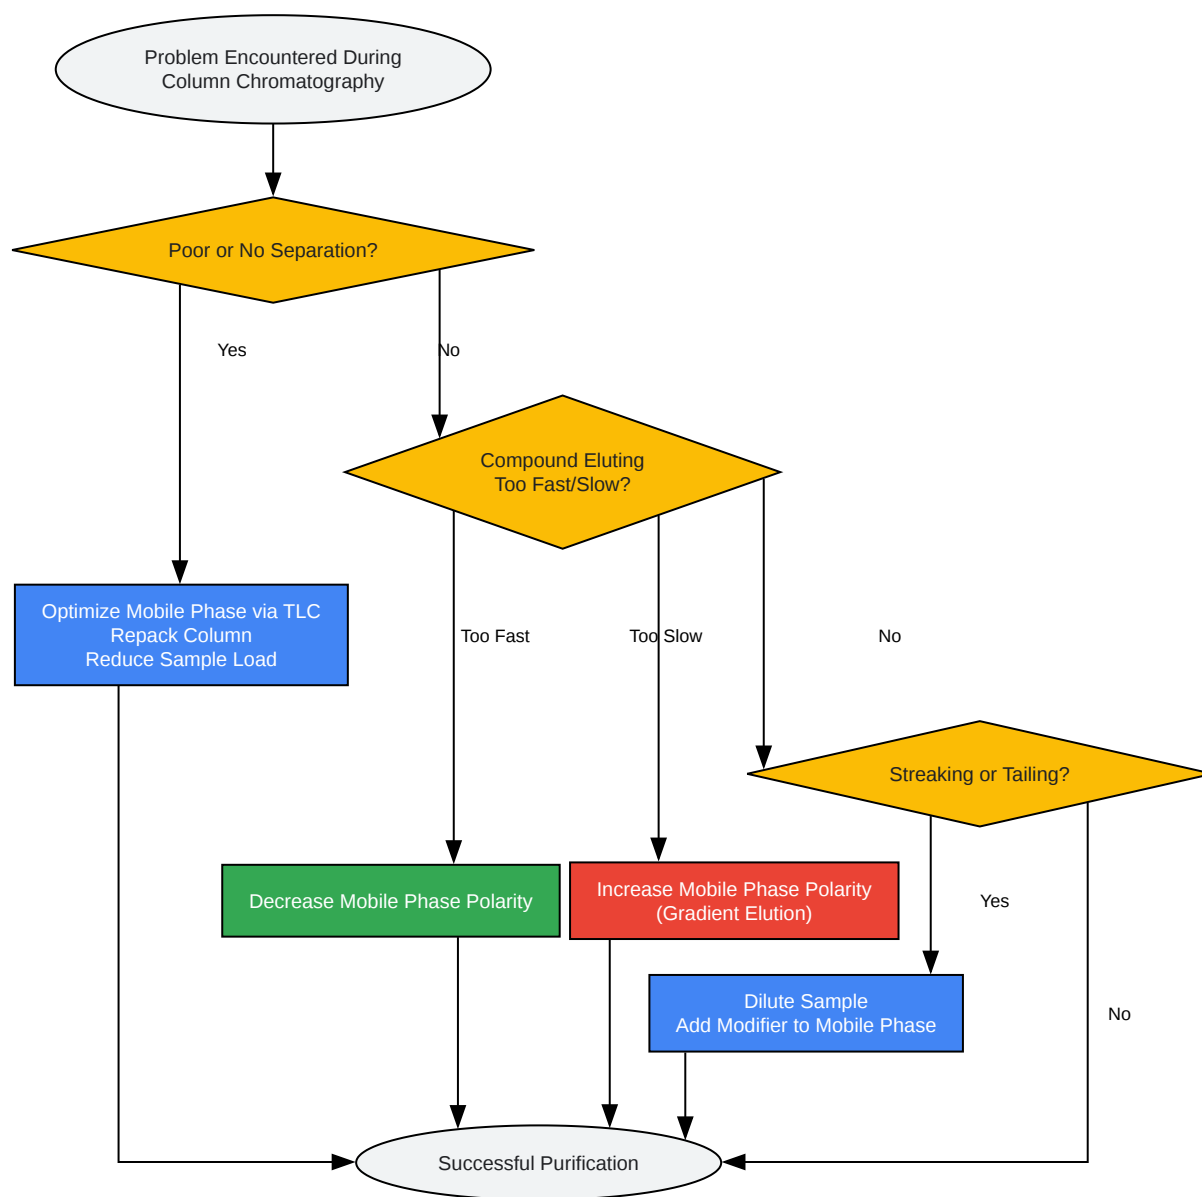 Problem Encountered During
Column Chromatography
Poor or No Separation?
Yes
No
Compound Eluting
Too Fast/Slow?
Optimize Mobile Phase via TLC
Repack Column
Reduce Sample Load
Too Fast
Too Slow
No
Streaking or Tailing?
Decrease Mobile Phase Polarity
Increase Mobile Phase Polarity
(Gradient Elution)
Yes
Dilute Sample
Add Modifier to Mobile Phase
No
Successful Purification